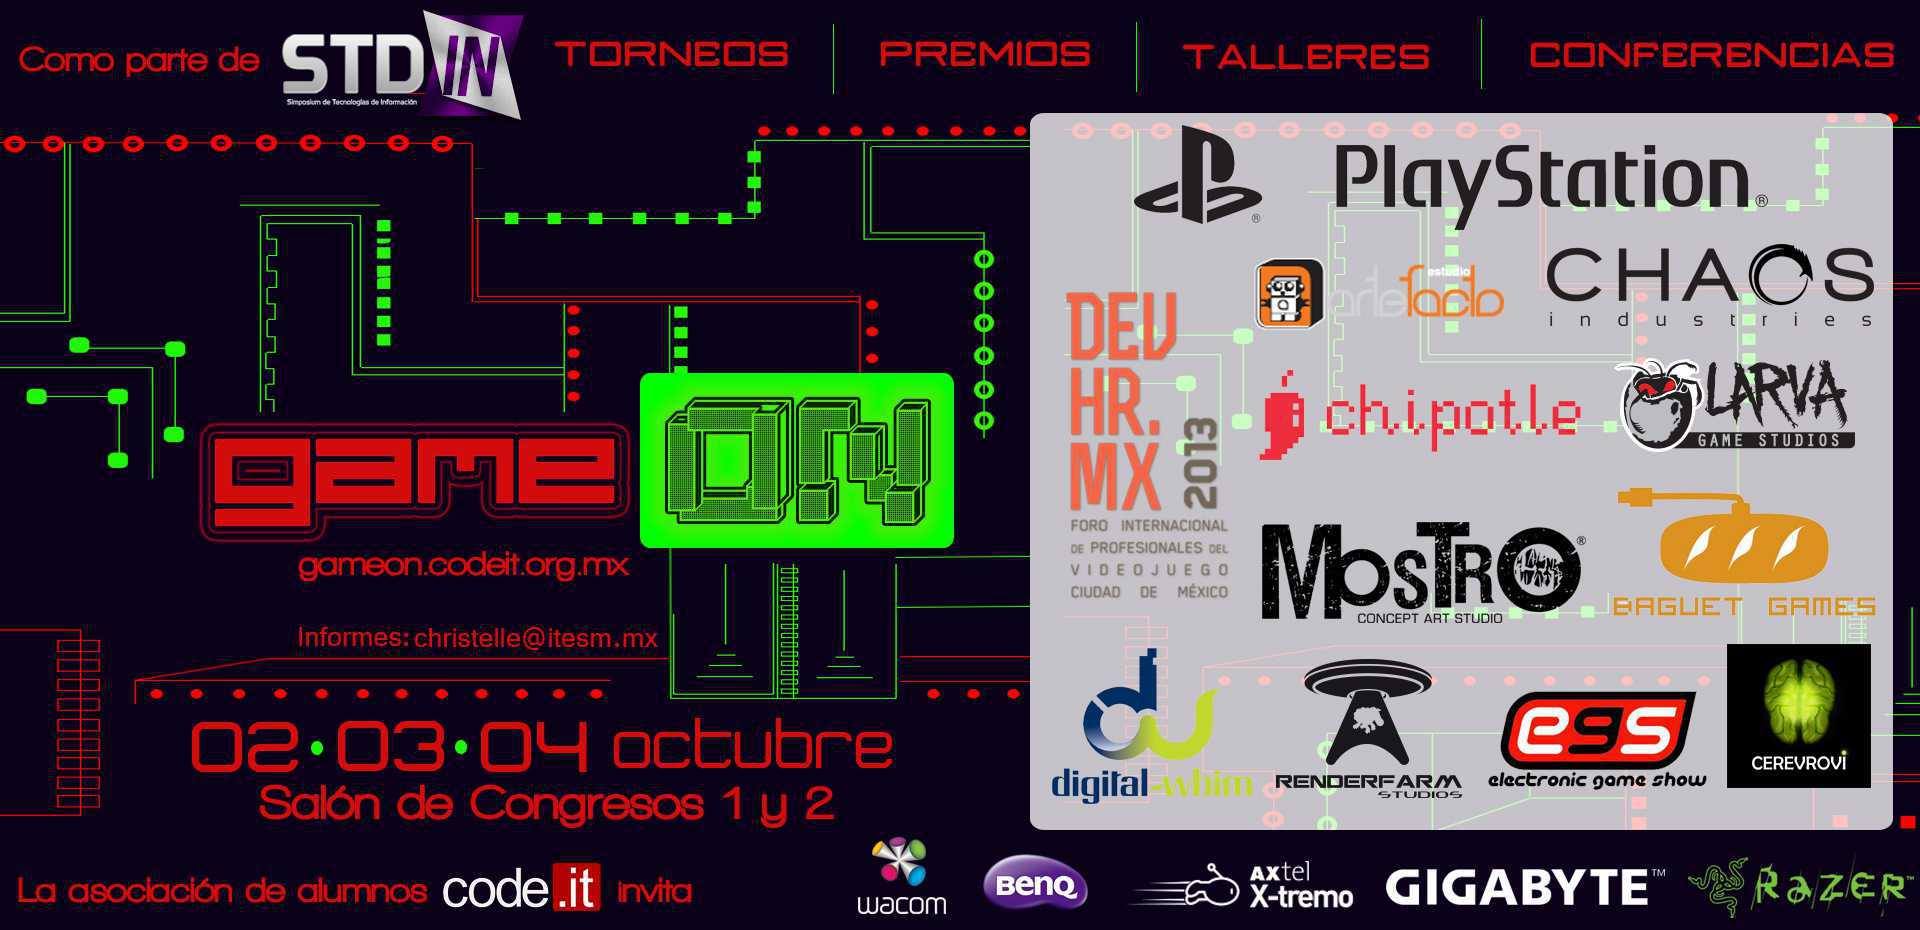 Como parte de
STD IN
Simposium de Tecnologías de Información
TORNEOS
PREMIOS
TALLERES
CONFERENCIAS
game ON
gameon.codeit.org.mx
Informes: christelle@itesm.mx
02·03·04 octubre
Salón de Congresos 1 y 2
La asociación de alumnos code.it invita
PlayStation®
estudio
artefacto
CHAOS
industries
DEV
HR.
MX 2013
FORO INTERNACIONAL
DE PROFESIONALES DEL
VIDEOJUEGO
CIUDAD DE MÉXICO
chipotle
LARVA
GAME STUDIOS
MOSTRO®
CONCEPT ART STUDIO
BAGUET GAMES
digital-whim
RENDERFARM
STUDIOS
egs
electronic game show
CEREVROVi
wacom
BENQ
AXtel
X-tremo
GIGABYTE™
RAZER™